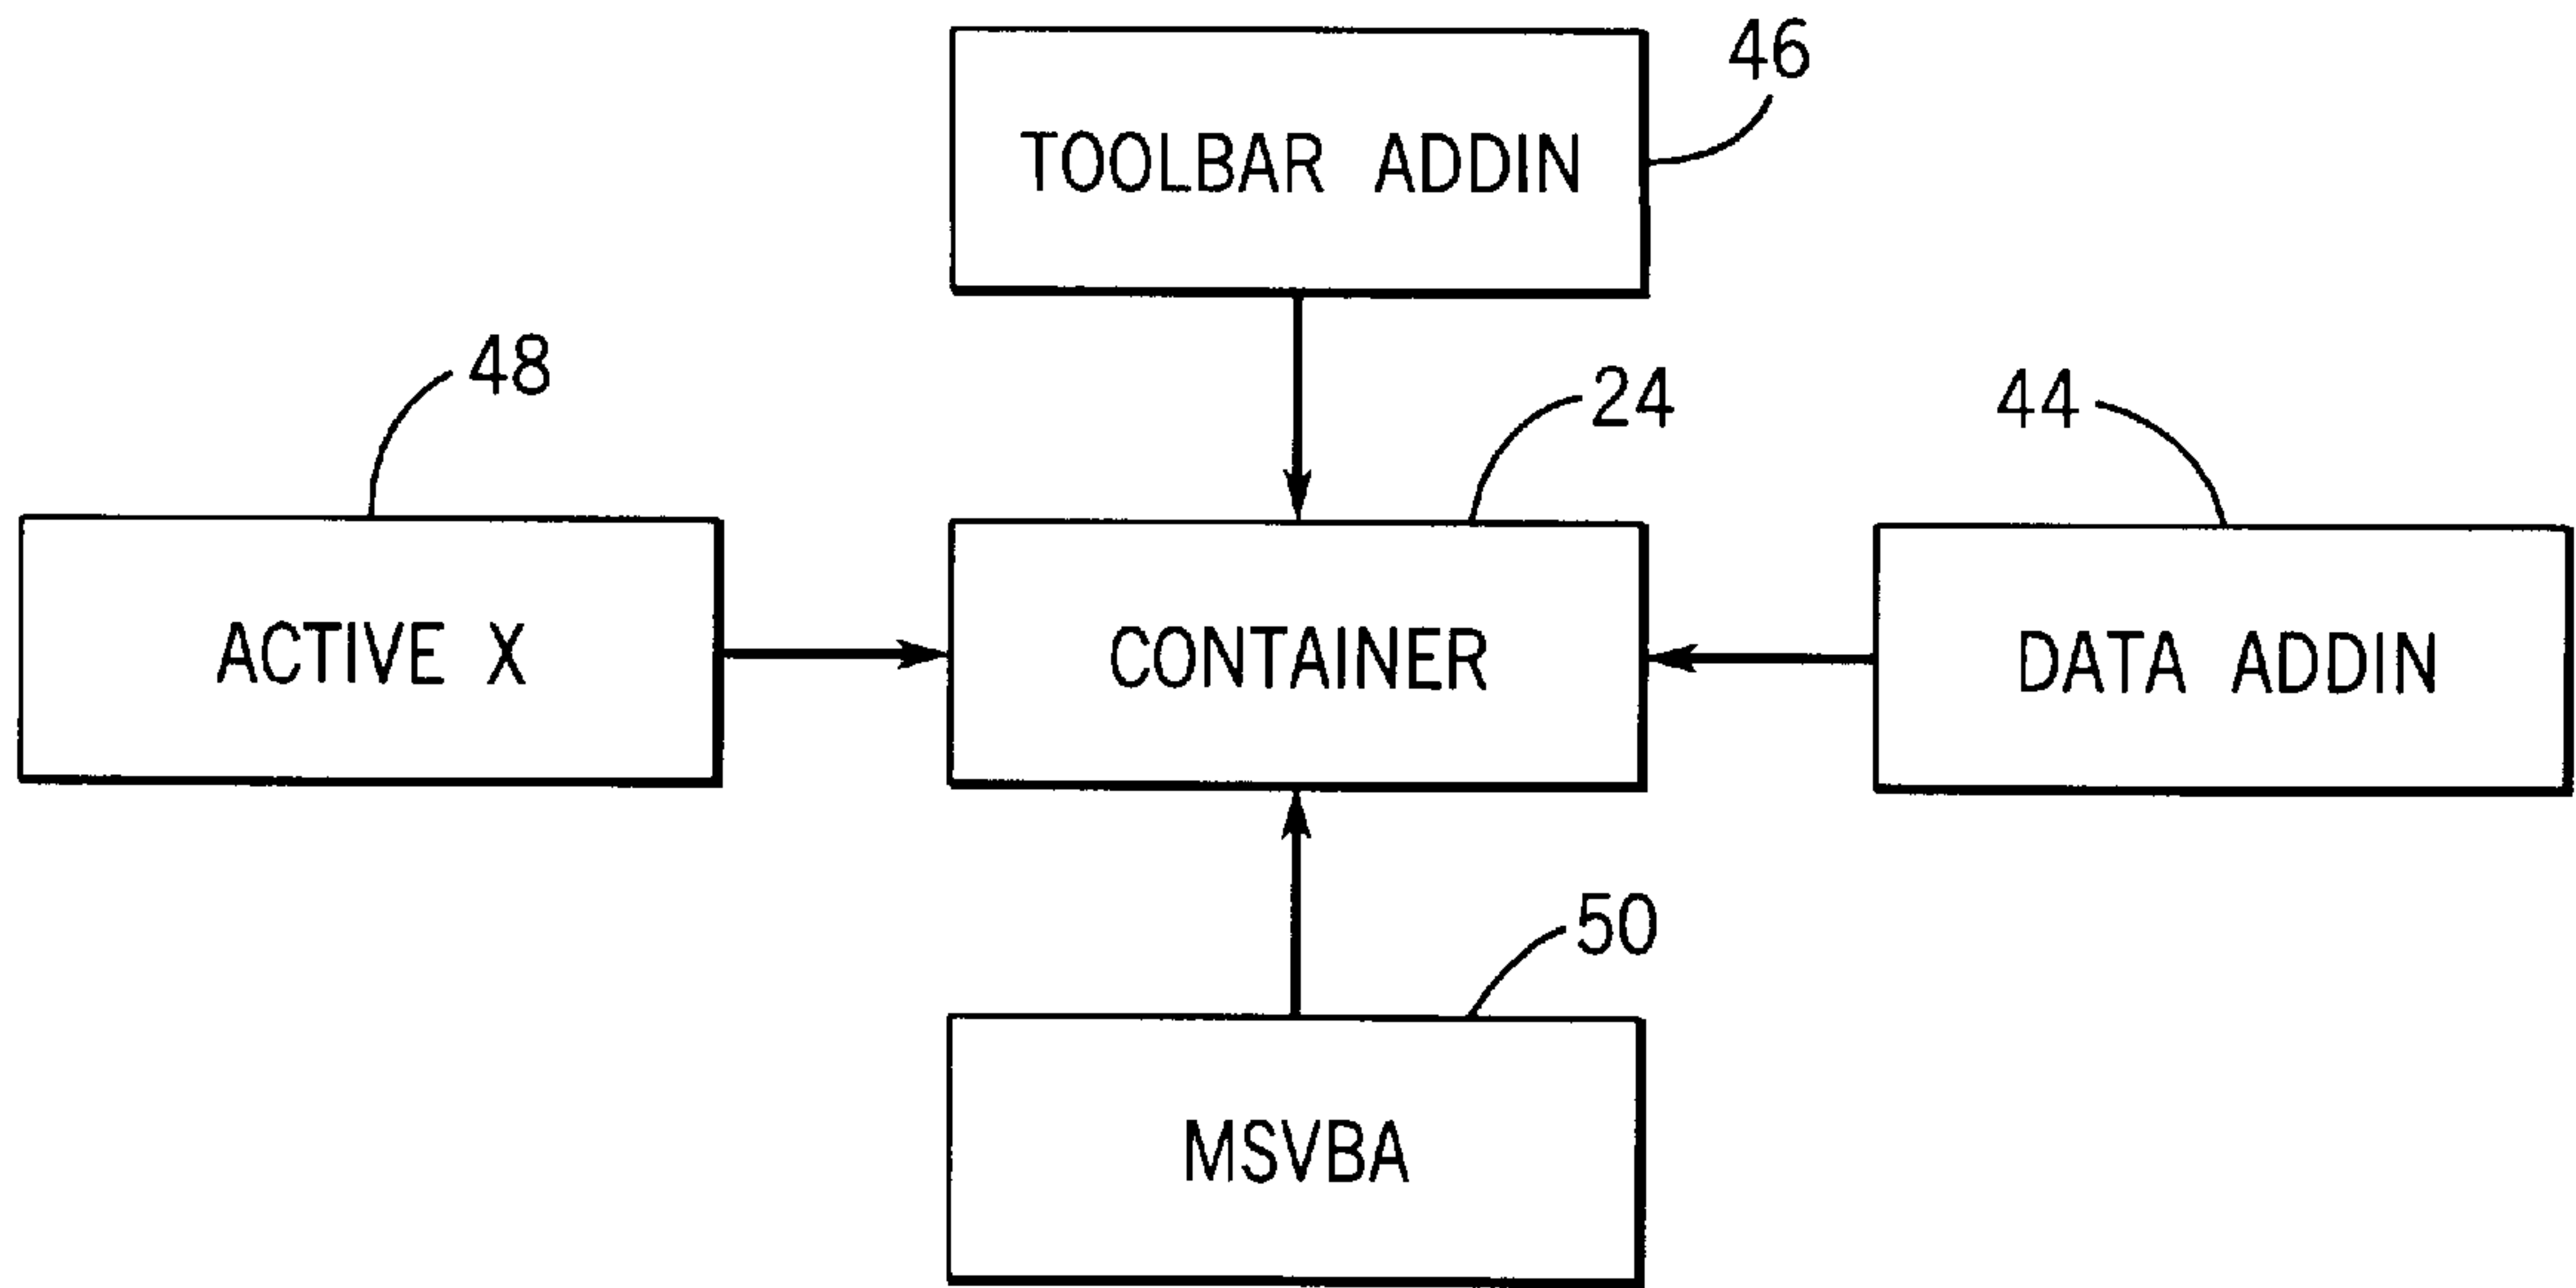 46
TOOLBAR ADDIN
48
24
44
ACTIVE X
CONTAINER
DATA ADDIN
50
MSVBA